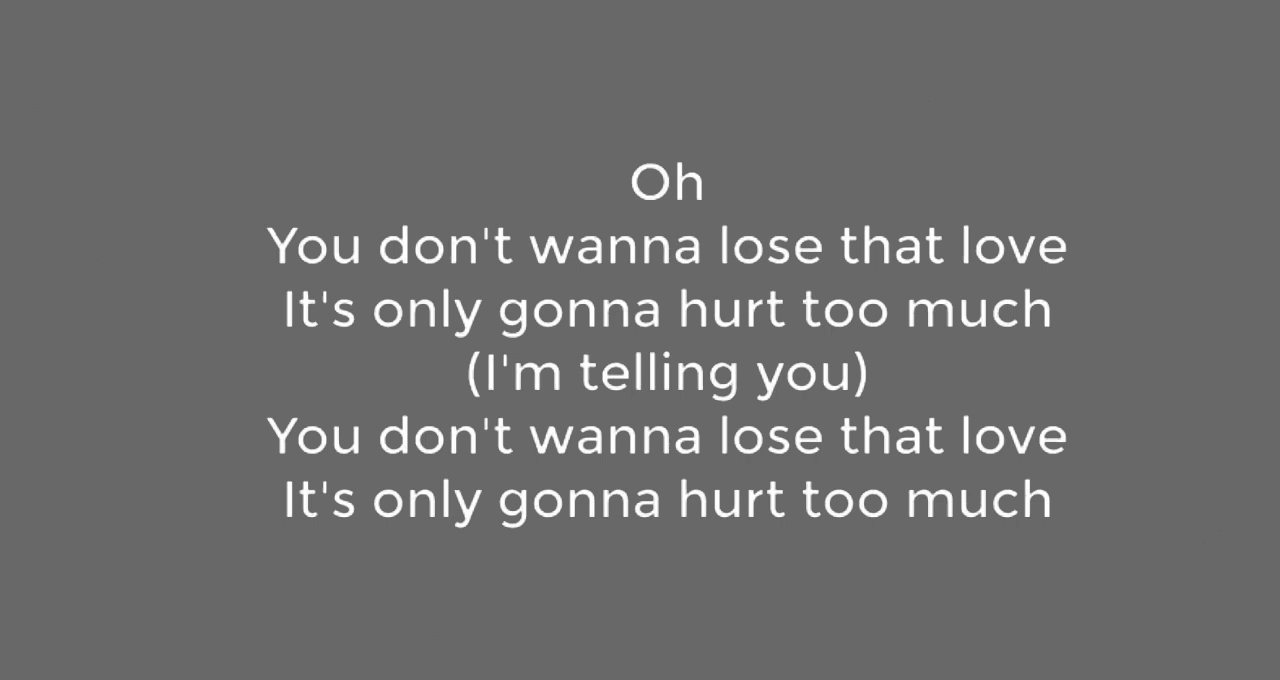 Oh
You don't wanna lose that love
It's only gonna hurt too much
(I'm telling you)
You don't wanna lose that love
It's only gonna hurt too much